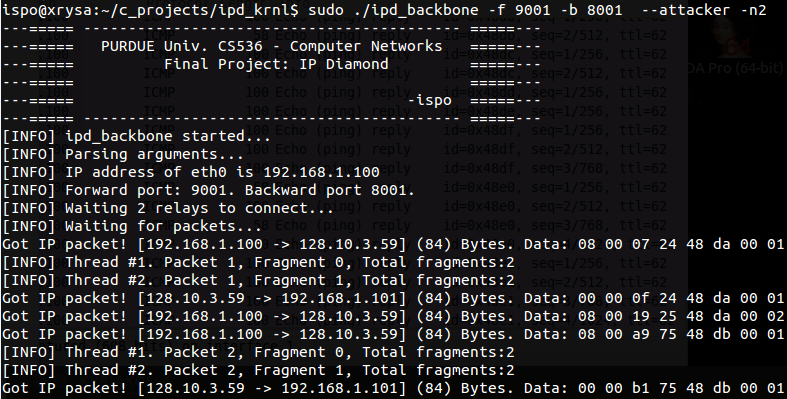 ispo@xrysa:~/c_projects/ipd_krnl$ sudo ./ipd_backbone -f 9001 -b 8001  --attacker -n2
---===== ------------------------------------------- =====---
---=====   PURDUE Univ. CS536 - Computer Networks   =====---
---=====          Final Project: IP Diamond          =====---
---=====                                             =====---
---=====                                      -ispo  =====---
---===== ------------------------------------------- =====---
[INFO] ipd_backbone started...
[INFO] Parsing arguments...
[INFO] IP address of eth0 is 192.168.1.100
[INFO] Forward port: 9001. Backward port 8001.
[INFO] Waiting 2 relays to connect...
[INFO] Waiting for packets...
Got IP packet! [192.168.1.100 -> 128.10.3.59] (84) Bytes. Data: 08 00 07 24 48 da 00 01
[INFO] Thread #1. Packet 1, Fragment 0, Total fragments:2
[INFO] Thread #2. Packet 1, Fragment 1, Total fragments:2
Got IP packet! [128.10.3.59 -> 192.168.1.101] (84) Bytes. Data: 00 00 0f 24 48 da 00 01
Got IP packet! [192.168.1.100 -> 128.10.3.59] (84) Bytes. Data: 08 00 19 25 48 da 00 02
Got IP packet! [192.168.1.100 -> 128.10.3.59] (84) Bytes. Data: 08 00 a9 75 48 db 00 01
[INFO] Thread #1. Packet 2, Fragment 0, Total fragments:2
[INFO] Thread #2. Packet 2, Fragment 1, Total fragments:2
Got IP packet! [128.10.3.59 -> 192.168.1.101] (84) Bytes. Data: 00 00 b1 75 48 db 00 01